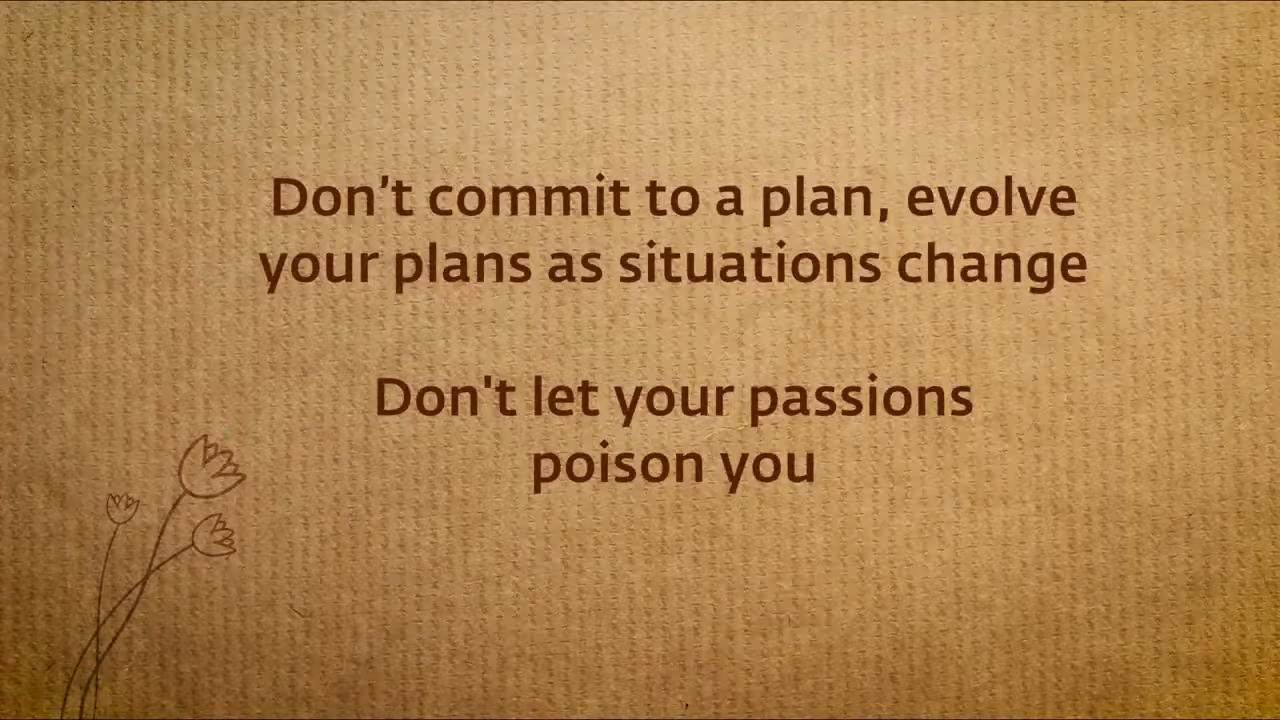 Don’t commit to a plan, evolve
your plans as situations change
Don't let your passions
poison you